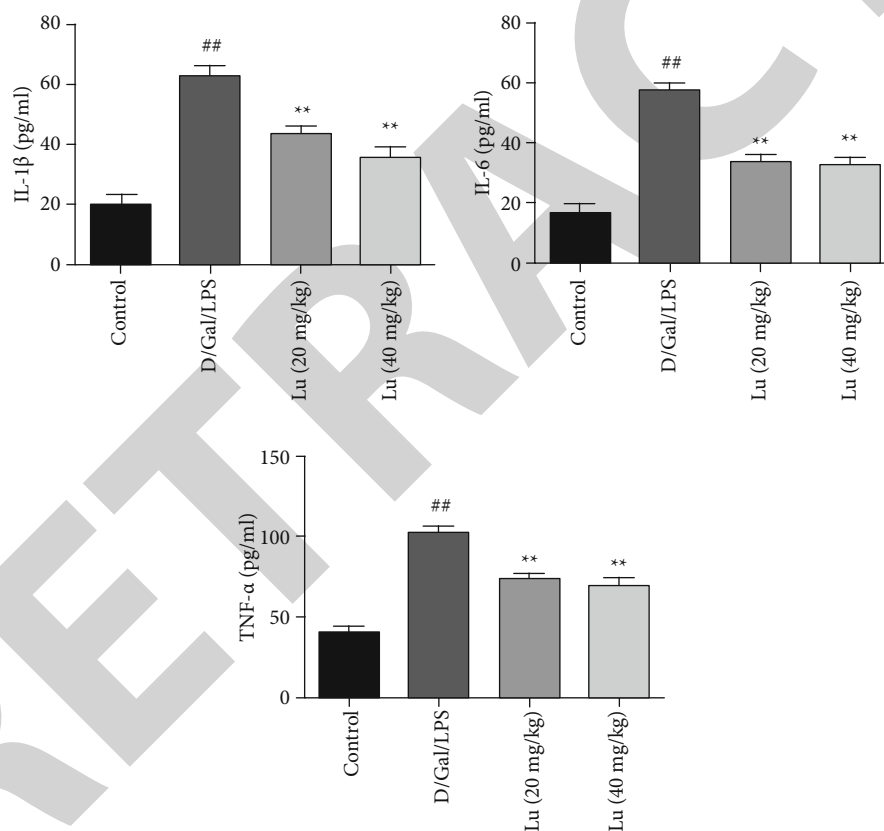 80
60
40
20
0
IL-1β (pg/ml)
##
**
**
Control
D/Gal/LPS
Lu (20 mg/kg)
Lu (40 mg/kg)
80
60
40
20
0
IL-6 (pg/ml)
##
**
**
Control
D/Gal/LPS
Lu (20 mg/kg)
Lu (40 mg/kg)
150
100
50
0
TNF-α (pg/ml)
##
**
**
Control
D/Gal/LPS
Lu (20 mg/kg)
Lu (40 mg/kg)
RETRACT